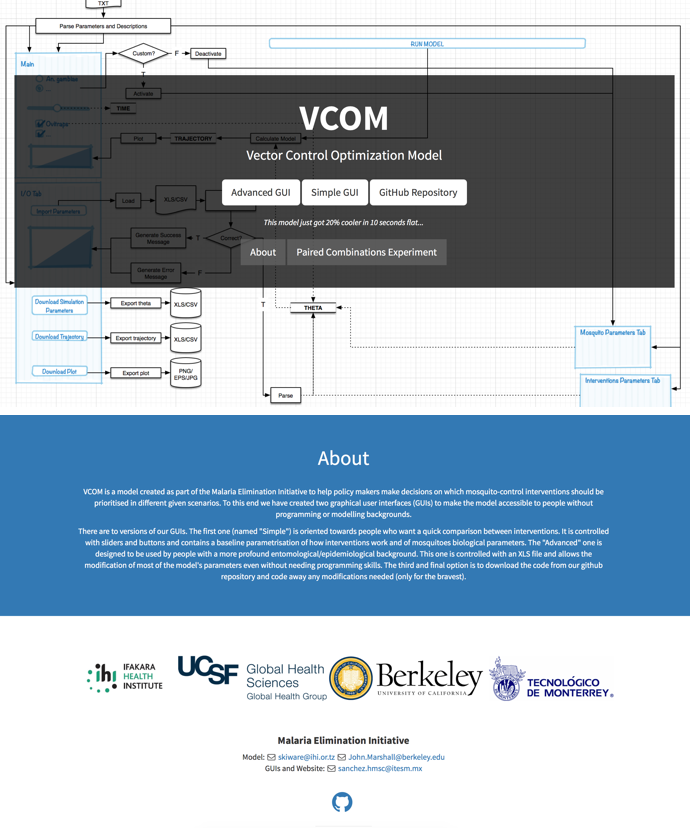 TXT
Parse Parameters and Descriptions
Custom?
F
Deactivate
RUN MODEL
Main
An. gambiae
...
T
Activate
TIME
Plot
TRAJECTORY
Calculate Model
VCOM
Vector Control Optimization Model
I/O Tab
Import Parameters
Load
XLS/CSV
Advanced GUI
Simple GUI
GitHub Repository
This model just got 20% cooler in 10 seconds flat...
Generate Success
Message
T
Correct?
About
Paired Combinations Experiment
Generate Error
Message
F
T
Download Simulation
Parameters
Export theta
XLS/CSV
THETA
Download Trajectory
Export trajectory
XLS/CSV
Mosquito Parameters Tab
Download Plot
Export plot
PNG/
EPS/JPG
Parse
Interventions Parameters Tab
About
VCOM is a model created as part of the Malaria Elimination Initiative to help policy makers make decisions on which mosquito-control interventions should be
prioritised in different given scenarios. To this end we have created two graphical user interfaces (GUIs) to make the model accessible to people without
programming or modelling backgrounds.
There are to versions of our GUIs. The first one (named "Simple") is oriented towards people who want a quick comparison between interventions. It is controlled
with sliders and buttons and contains a baseline parametrisation of how interventions work and of mosquitoes biological parameters. The "Advanced" one is
designed to be used by people with a more profound entomological/epidemiological background. This one is controlled with an XLS file and allows the
modification of most of the model's parameters even without needing programming skills. The third and final option is to download the code from our github
repository and code away any modifications needed (only for the bravest).
ihi
IFAKARA
HEALTH
INSTITUTE
UCSF
Global Health
Sciences
Global Health Group
Berkeley
UNIVERSITY OF CALIFORNIA
TECNOLÓGICO
DE MONTERREY®
Malaria Elimination Initiative
Model: skiware@ihi.or.tz John.Marshall@berkeley.edu
GUIs and Website: sanchez.hmsc@itesm.mx